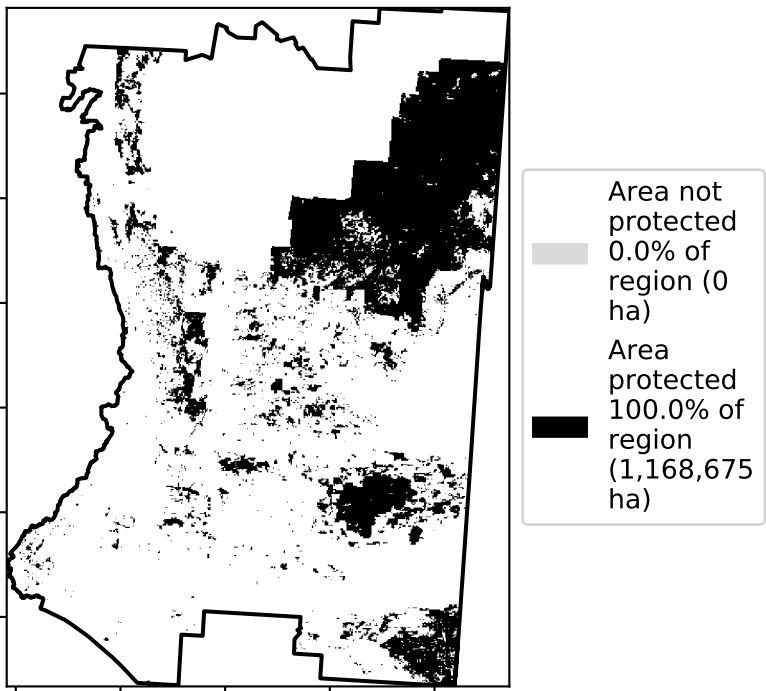 Area not
protected
0.0% of
region (0
ha)
Area
protected
100.0% of
region
(1,168,675
ha)